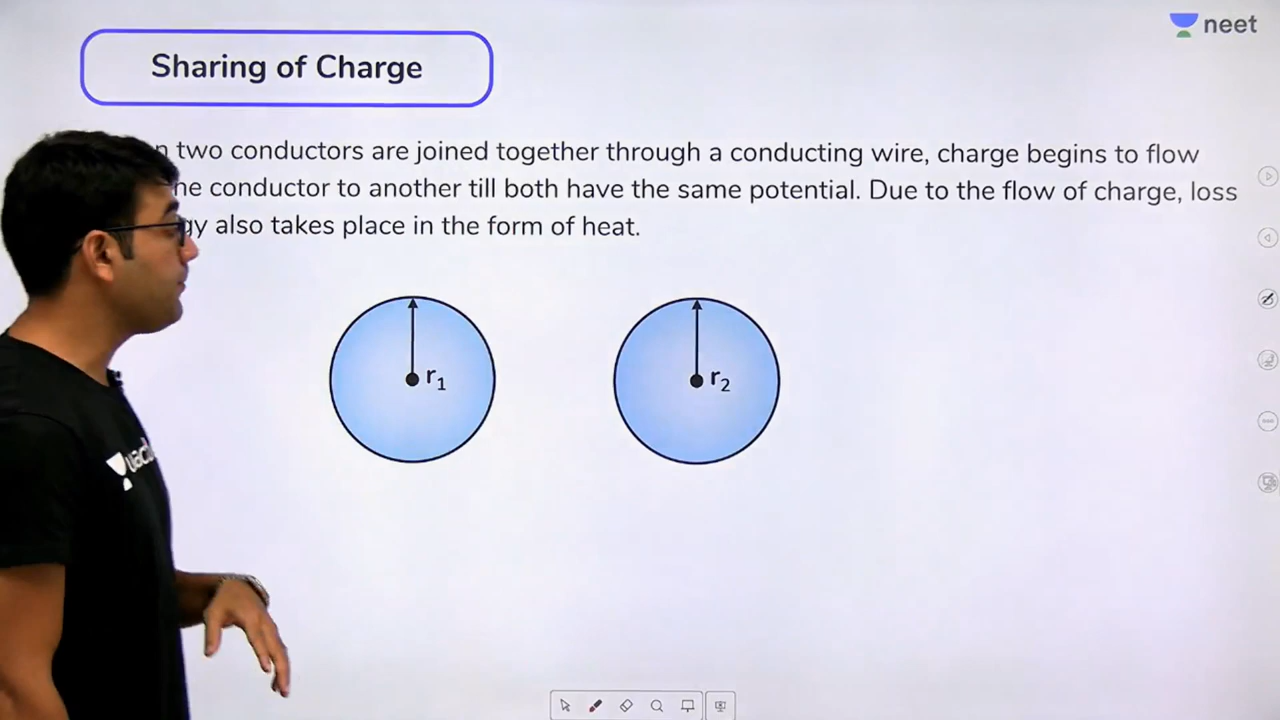 neet
Sharing of Charge
two conductors are joined together through a conducting wire, charge begins to flow
conductor to another till both have the same potential. Due to the flow of charge, loss
also takes place in the form of heat.
r₁
r₂